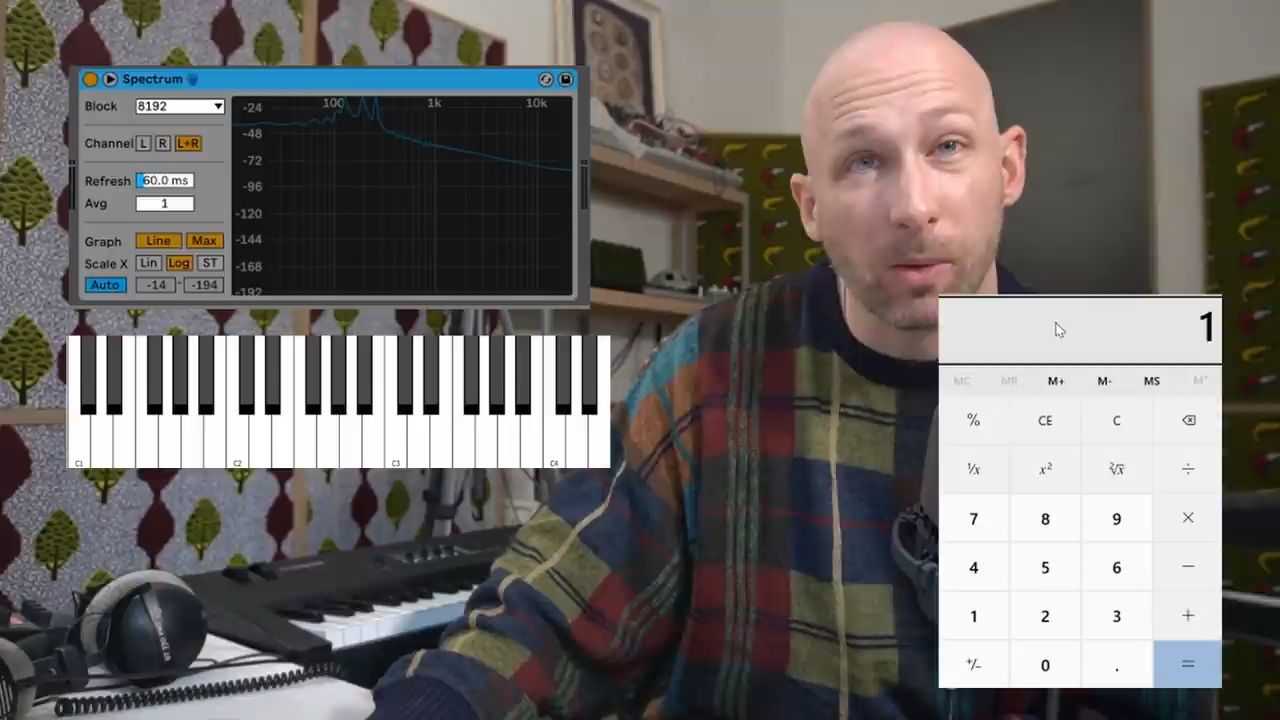 Spectrum
Block 8192
Channel L R L+R
Refresh 60.0 ms
Avg 1
Graph Line Max
Scale X Lin Log ST
Auto -14 - -194
100 1k 10k
-24
-48
-72
-96
-120
-144
-168
-192
C1 C2 C3 C4
1
MC MR M+ M- MS M˅
% CE C
¹/x x² ²√x ÷
7 8 9 ×
4 5 6 −
1 2 3 +
+/− 0 . =